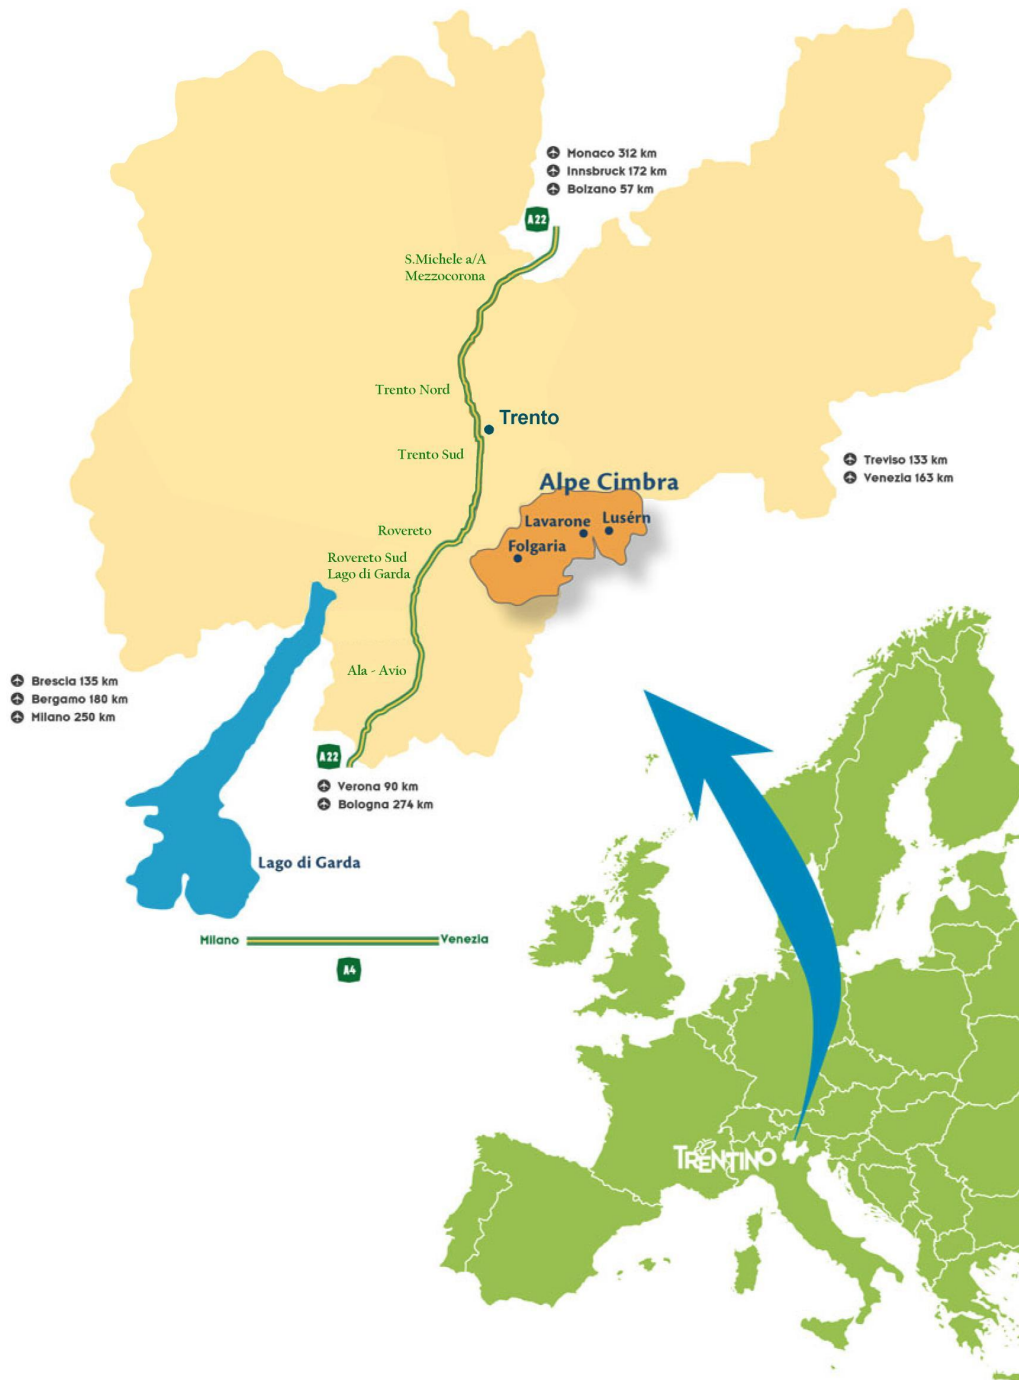 Monaco 312 km
Innsbruck 172 km
Bolzano 57 km
A22
S.Michele a/A
Mezzocorona
Trento Nord
Trento
Trento Sud
Treviso 133 km
Venezia 163 km
Alpe Cimbra
Lavarone
Lusérn
Folgaria
Rovereto
Rovereto Sud
Lago di Garda
Ala - Avio
Brescia 135 km
Bergamo 180 km
Milano 250 km
A22
Verona 90 km
Bologna 274 km
Lago di Garda
Milano
Venezia
A4
TRENTINO